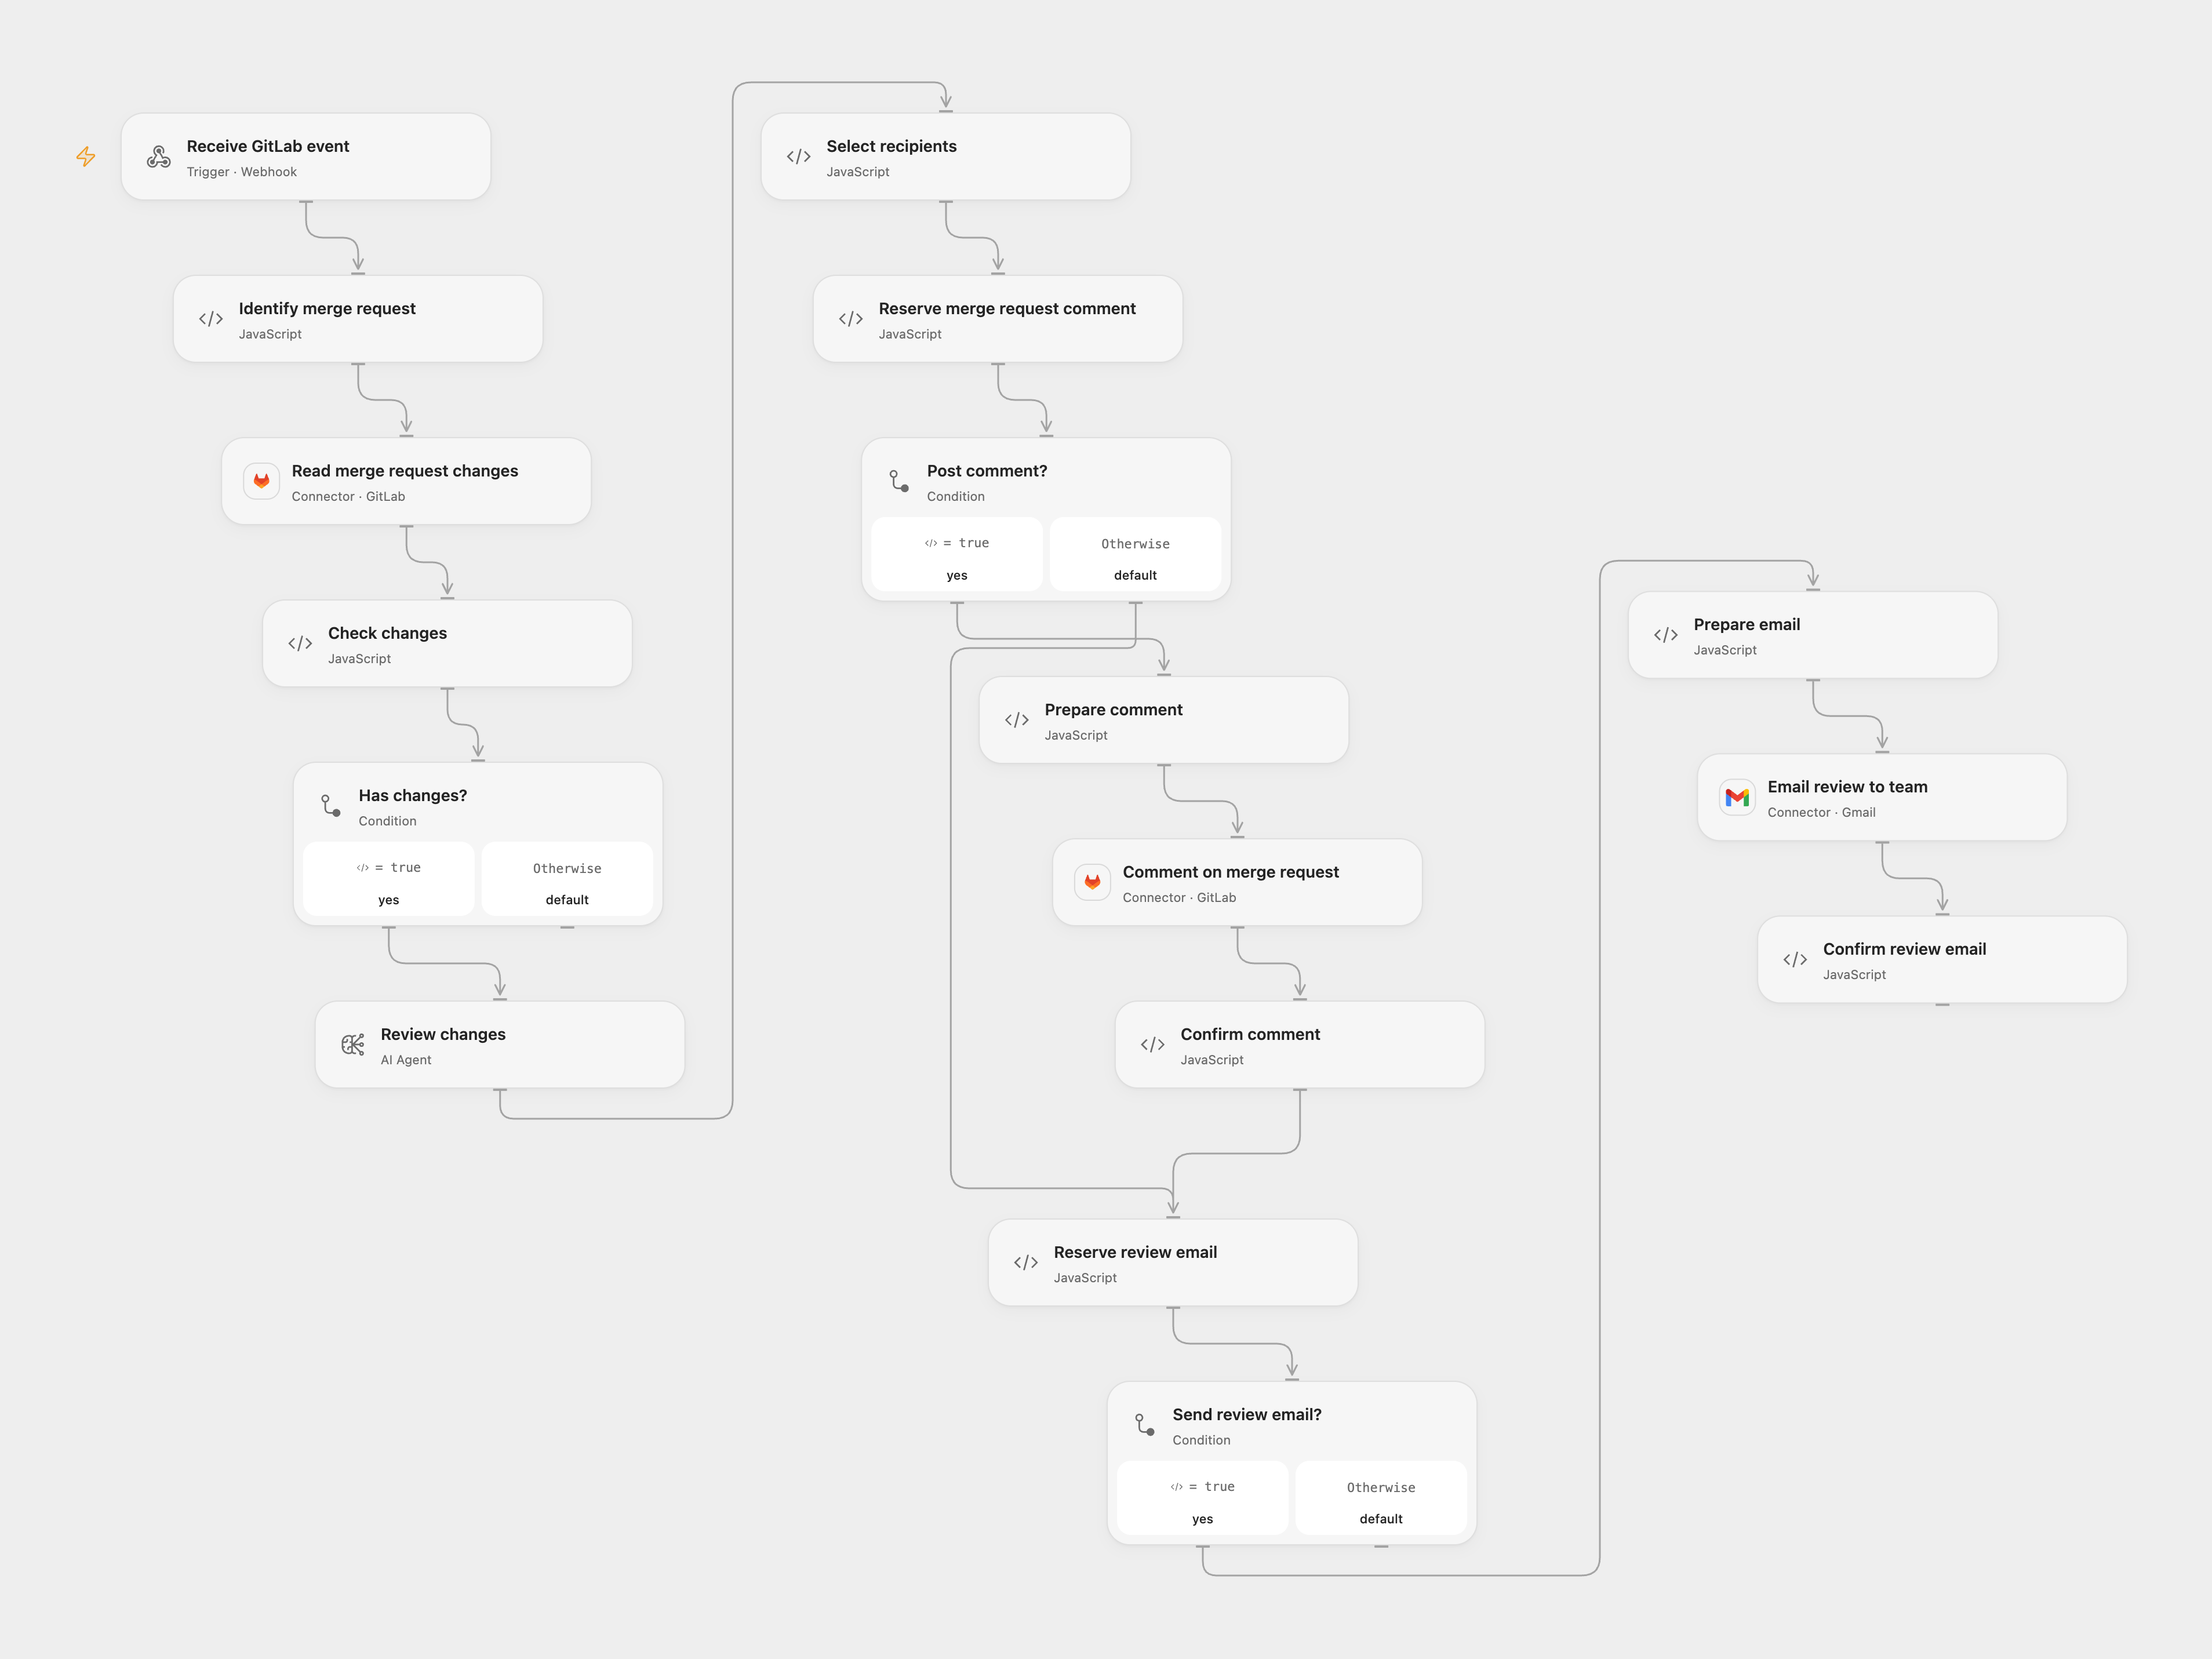 Receive GitLab event
Trigger · Webhook
Identify merge request
JavaScript
Read merge request changes
Connector · GitLab
Check changes
JavaScript
Has changes?
Condition
</> = true
yes
Otherwise
default
Review changes
AI Agent
Select recipients
JavaScript
Reserve merge request comment
JavaScript
Post comment?
Condition
</> = true
yes
Otherwise
default
Prepare comment
JavaScript
Comment on merge request
Connector · GitLab
Confirm comment
JavaScript
Reserve review email
JavaScript
Send review email?
Condition
</> = true
yes
Otherwise
default
Prepare email
JavaScript
Email review to team
Connector · Gmail
Confirm review email
JavaScript